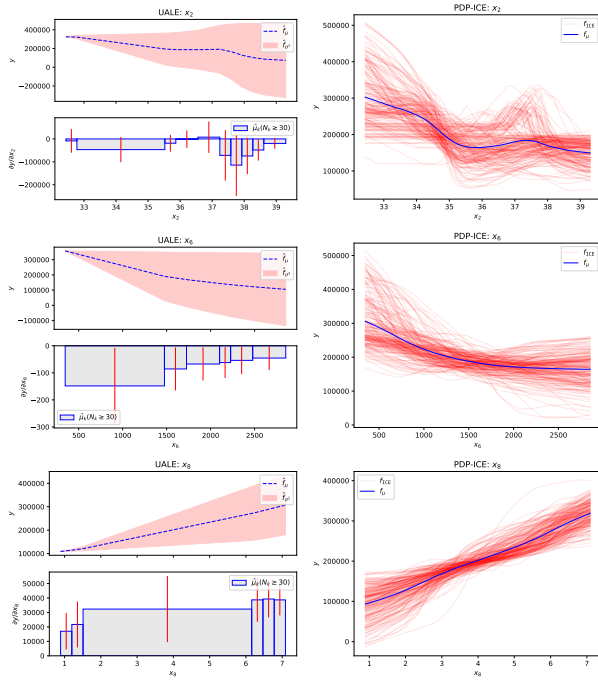 UALE: x₂
400000
200000
0
−200000
y
f̂μ
f̂σ²
0
−100000
−200000
∂y/∂x₂
μ̂k(Nk ≥ 30)
33 34 35 36 37 38 39
x₂
PDP-ICE: x₂
500000
400000
300000
200000
100000
0
y
fICE
fμ
33 34 35 36 37 38 39
x₂
UALE: x₆
300000
200000
100000
0
−100000
y
f̂μ
f̂σ²
0
−100
−200
−300
∂y/∂x₆
μ̂k(Nk ≥ 30)
500 1000 1500 2000 2500
x₆
PDP-ICE: x₆
500000
400000
300000
200000
100000
0
y
fICE
fμ
500 1000 1500 2000 2500
x₆
UALE: x₈
400000
300000
200000
100000
y
f̂μ
f̂σ²
50000
40000
30000
20000
10000
0
∂y/∂x₈
μ̂k(Nk ≥ 30)
1 2 3 4 5 6 7
x₈
PDP-ICE: x₈
400000
300000
200000
100000
0
y
fICE
fμ
1 2 3 4 5 6 7
x₈